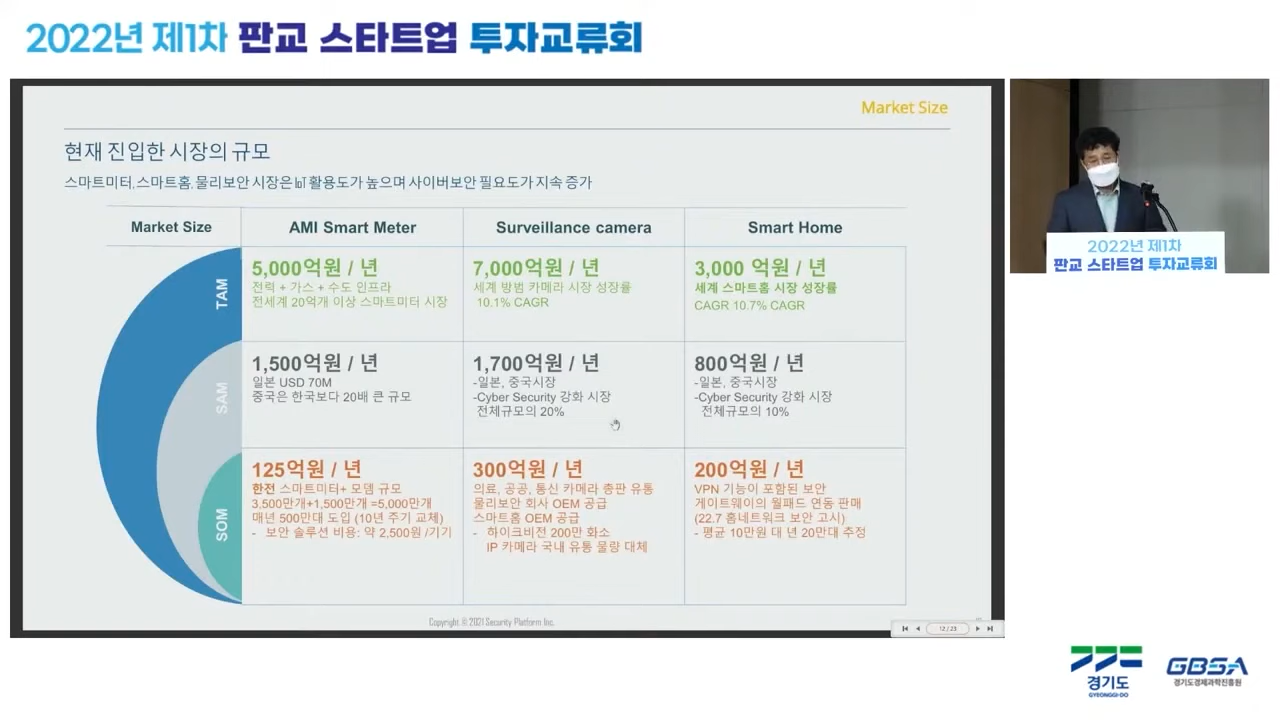 2022년 제1차 판교 스타트업 투자교류회
Market Size
현재 진입한 시장의 규모
스마트미터, 스마트홈, 물리보안 시장은 IoT 활용도가 높으며 사이버보안 필요도가 지속 증가
Market Size
AMI Smart Meter
Surveillance camera
Smart Home
TAM
5,000억원 / 년
전력 + 가스 + 수도 인프라
전세계 20억개 이상 스마트미터 시장
7,000억원 / 년
세계 방범 카메라 시장 성장률
10.1% CAGR
3,000 억원 / 년
세계 스마트홈 시장 성장률
CAGR 10.7% CAGR
SAM
1,500억원 / 년
일본 USD 70M
중국은 한국보다 20배 큰 규모
1,700억원 / 년
-일본, 중국시장
-Cyber Security 강화 시장
전체규모의 20%
800억원 / 년
-일본, 중국시장
-Cyber Security 강화 시장
전체규모의 10%
SOM
125억원 / 년
한전 스마트미터+ 모뎀 규모
3,500만개+1,500만개 =5,000만개
매년 500만대 도입 (10년 주기 교체)
- 보안 솔루션 비용: 약 2,500원 /기기
300억원 / 년
의료, 공공, 통신 카메라 총판 유통
물리보안 회사 OEM 공급
스마트홈 OEM 공급
- 하이크비전 200만 화소
IP 카메라 국내 유통 물량 대체
200억원 / 년
VPN 기능이 포함된 보안
게이트웨이의 월패드 연동 판매
(22.7 홈네트워크 보안 고시)
- 평균 10만원 대 년 20만대 추정
Copyright © 2021 Security Platform Inc.
12 / 23
2022년 제1차
판교 스타트업 투자교류회
경기도
GYEONGGI-DO
GBSA
경기도경제과학진흥원